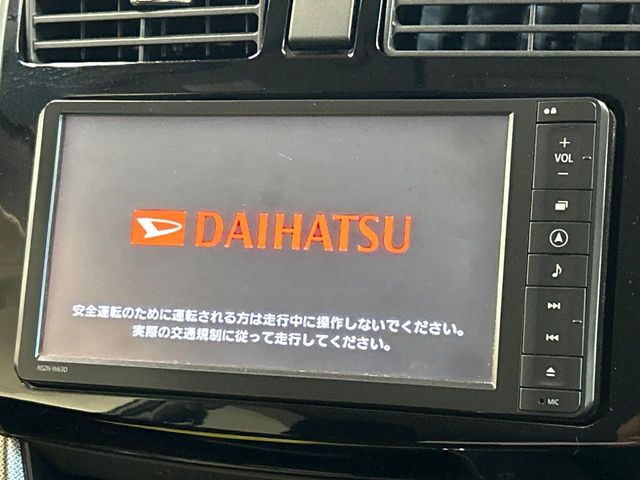 DAIHATSU
安全運転のために運転される方は走行中に操作しないでください。
実際の交通規制に従って走行してください。
NSZN-W63D
+
VOL
−
MIC